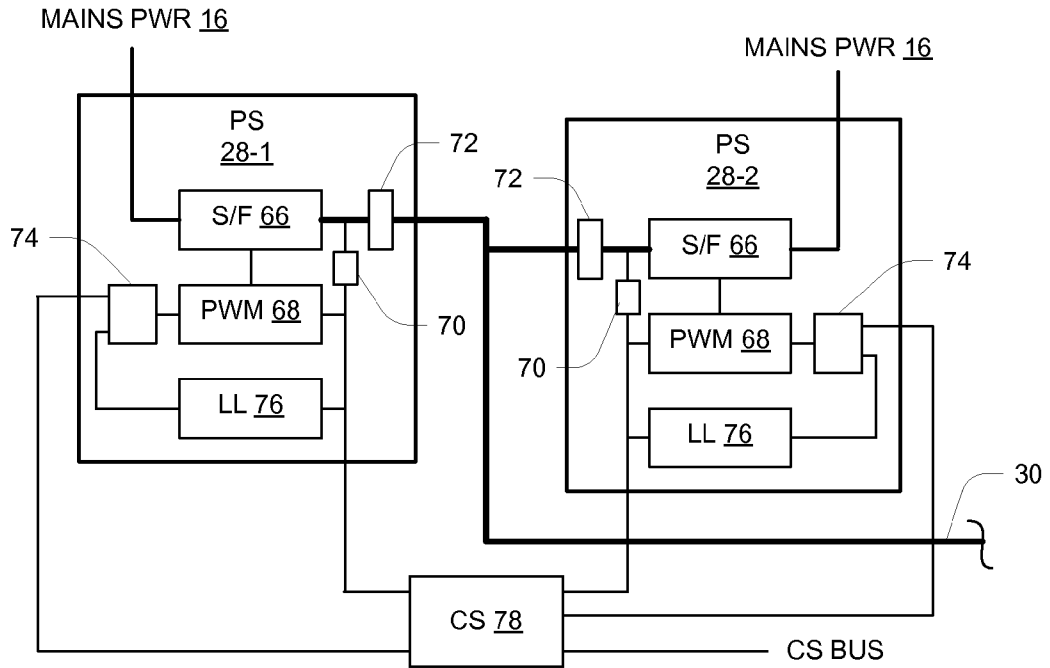 MAINS PWR 16
MAINS PWR 16
PS
28-1
72
PS
28-2
72
S/F 66
S/F 66
74
74
PWM 68
70
PWM 68
70
LL 76
LL 76
30
CS 78
CS BUS